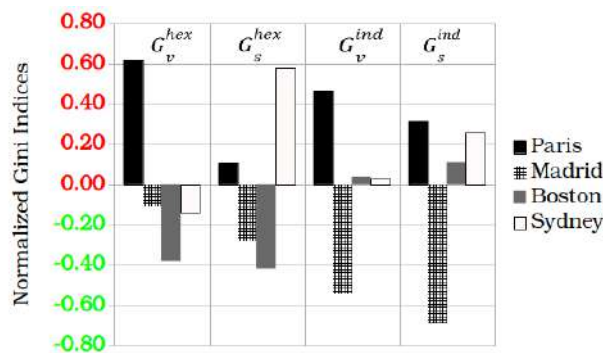 0.80
0.60
0.40
0.20
0.00
-0.20
-0.40
-0.60
-0.80
Normalized Gini Indices
G_v^hex G_s^hex G_v^ind G_s^ind
Paris
Madrid
Boston
Sydney